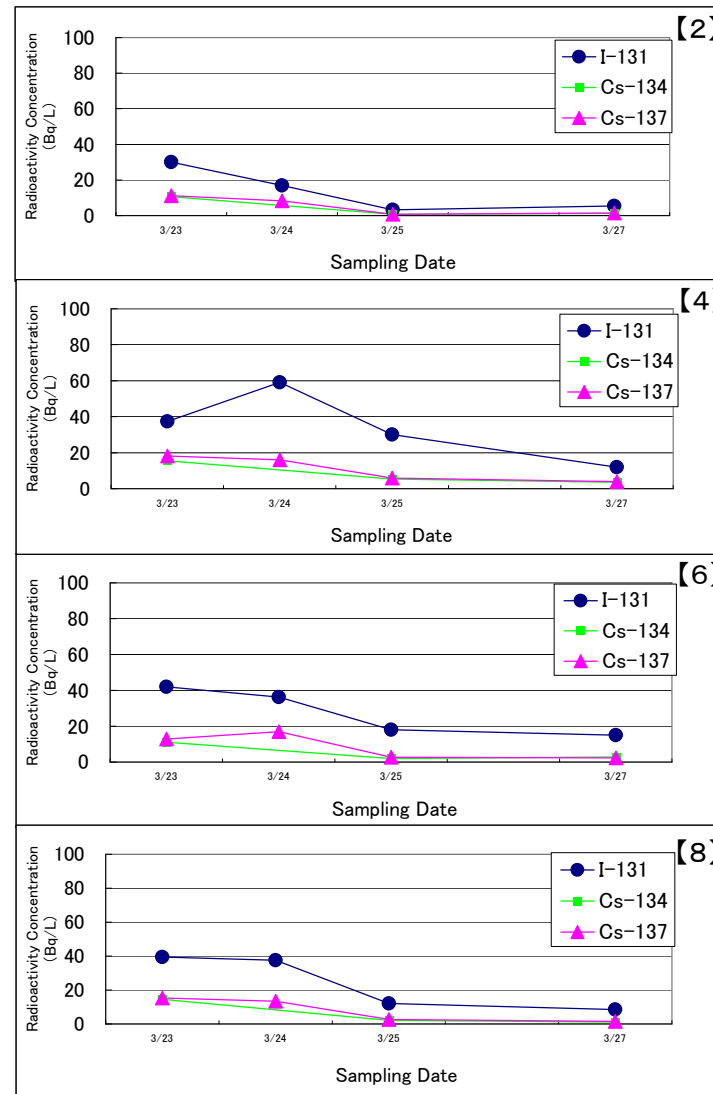 【2】
100
80
60
40
20
0
Radioactivity Concentration
(Bq/L)
I-131
Cs-134
Cs-137
3/23 3/24 3/25 3/27
Sampling Date
【4】
100
80
60
40
20
0
Radioactivity Concentration
(Bq/L)
I-131
Cs-134
Cs-137
3/23 3/24 3/25 3/27
Sampling Date
【6】
100
80
60
40
20
0
Radioactivity Concentration
(Bq/L)
I-131
Cs-134
Cs-137
3/23 3/24 3/25 3/27
Sampling Date
【8】
100
80
60
40
20
0
Radioactivity Concentration
(Bq/L)
I-131
Cs-134
Cs-137
3/23 3/24 3/25 3/27
Sampling Date